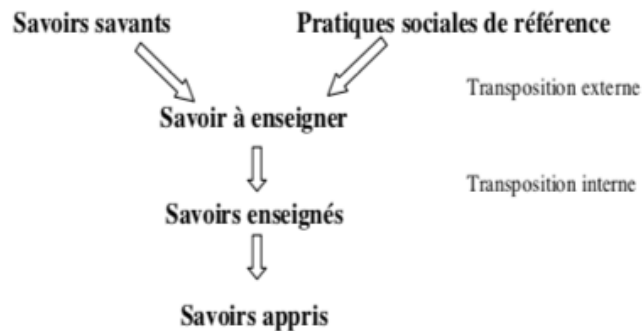 Savoirs savants
Pratiques sociales de référence
Transposition externe
Savoir à enseigner
Transposition interne
Savoirs enseignés
Savoirs appris